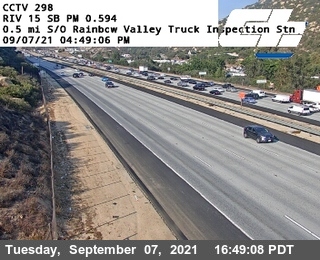 CCTV 298
RIV 15 SB PM 0.594
0.5 mi S/O Rainbcw Valley Truck Inspection Stn
09/07/21 04:49:06 PM
Tuesday, September 07, 2021 16:49:08 PDT